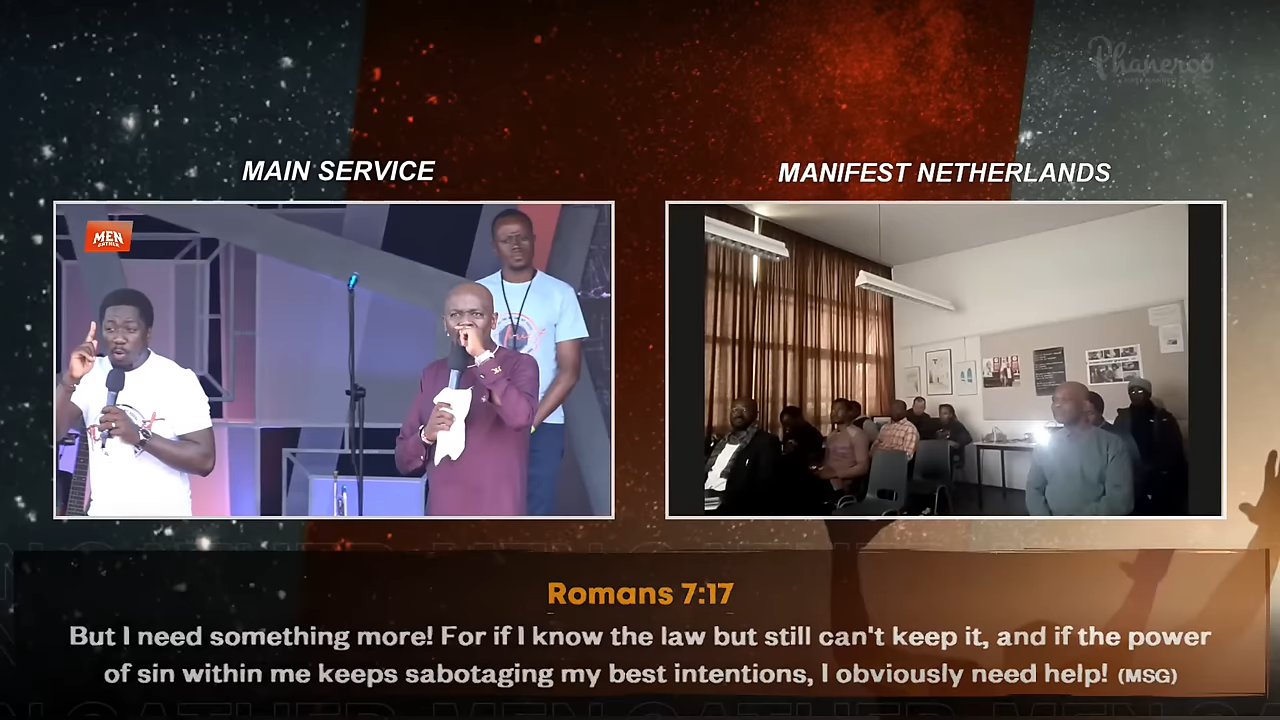 Phaneroo
MAIN SERVICE
MANIFEST NETHERLANDS
MEN
GATHER
Romans 7:17
But I need something more! For if I know the law but still can't keep it, and if the power
of sin within me keeps sabotaging my best intentions, I obviously need help! (MSG)